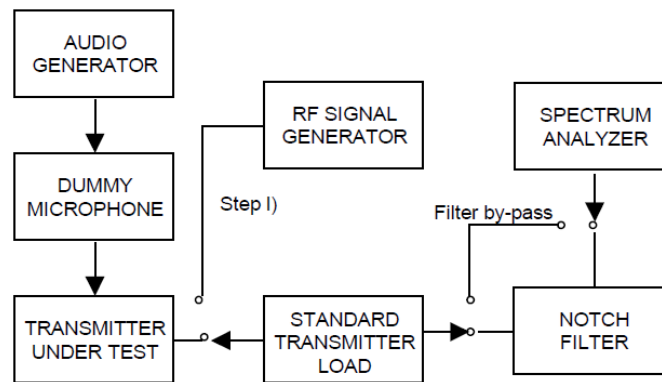 AUDIO
GENERATOR
RF SIGNAL
GENERATOR
SPECTRUM
ANALYZER
DUMMY
MICROPHONE
Step l)
Filter by-pass
TRANSMITTER
UNDER TEST
STANDARD
TRANSMITTER
LOAD
NOTCH
FILTER